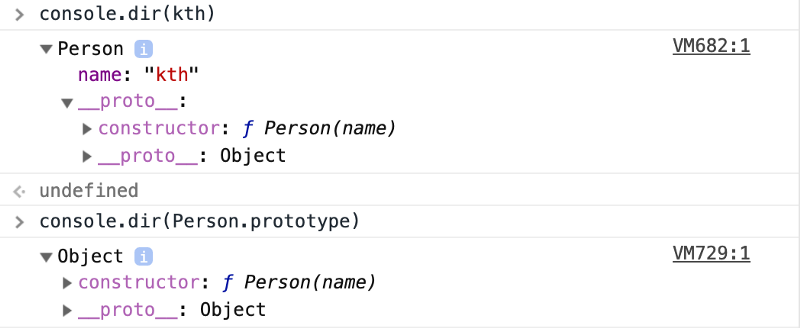 > console.dir(kth)
▼Person i VM682:1
name: "kth"
▼__proto__:
▶constructor: ƒ Person(name)
▶__proto__: Object
<· undefined
> console.dir(Person.prototype)
▼Object i VM729:1
▶constructor: ƒ Person(name)
▶__proto__: Object